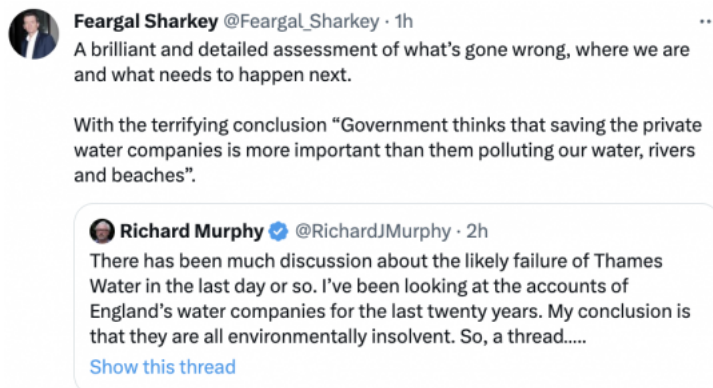 Feargal Sharkey @Feargal_Sharkey · 1h
A brilliant and detailed assessment of what's gone wrong, where we are
and what needs to happen next.
With the terrifying conclusion “Government thinks that saving the private
water companies is more important than them polluting our water, rivers
and beaches”.
Richard Murphy @RichardJMurphy · 2h
There has been much discussion about the likely failure of Thames
Water in the last day or so. I've been looking at the accounts of
England's water companies for the last twenty years. My conclusion is
that they are all environmentally insolvent. So, a thread.....
Show this thread